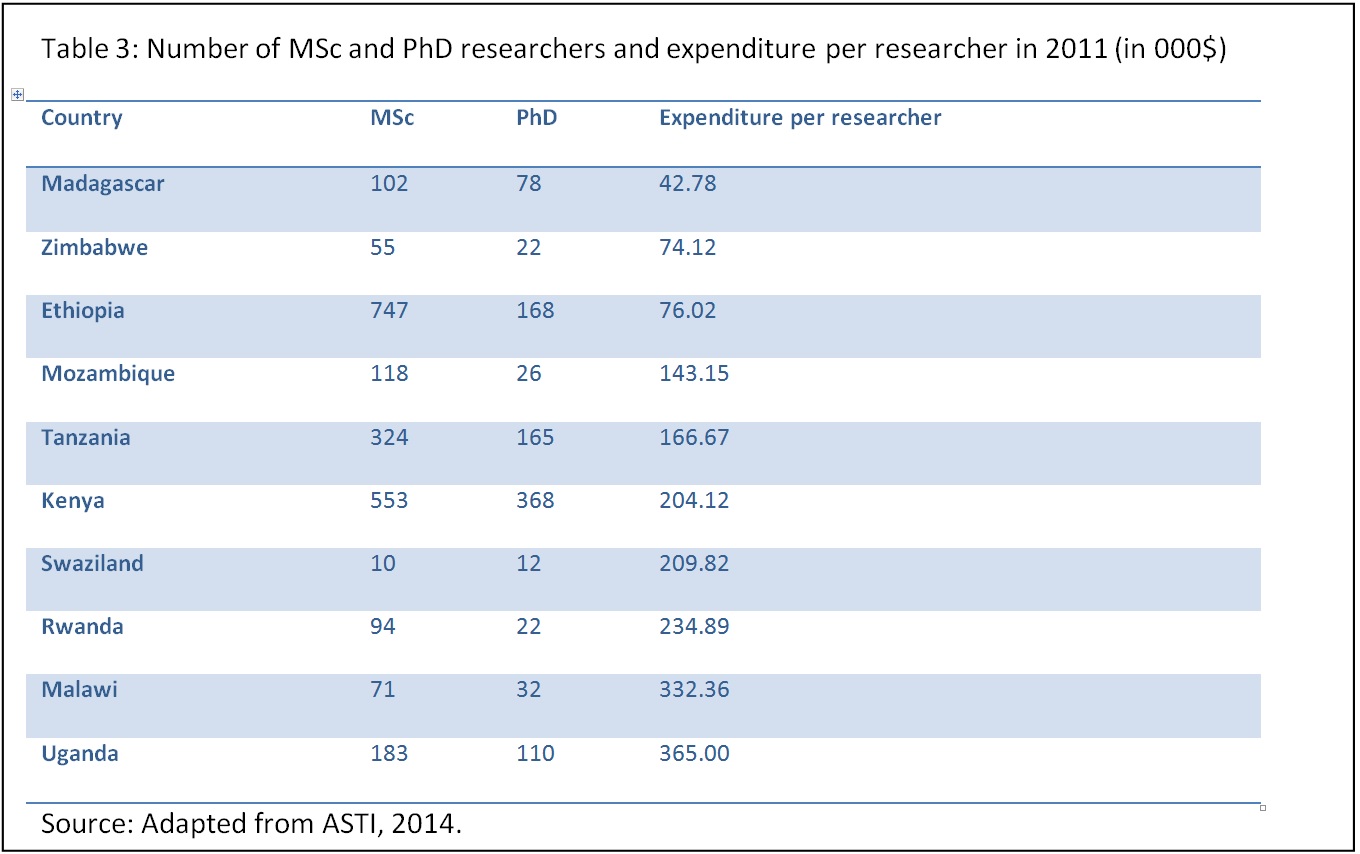 Table 3: Number of MSc and PhD researchers and expenditure per researcher in 2011 (in 000$)
Country MSc PhD Expenditure per researcher
Madagascar 102 78 42.78
Zimbabwe 55 22 74.12
Ethiopia 747 168 76.02
Mozambique 118 26 143.15
Tanzania 324 165 166.67
Kenya 553 368 204.12
Swaziland 10 12 209.82
Rwanda 94 22 234.89
Malawi 71 32 332.36
Uganda 183 110 365.00
Source: Adapted from ASTI, 2014.